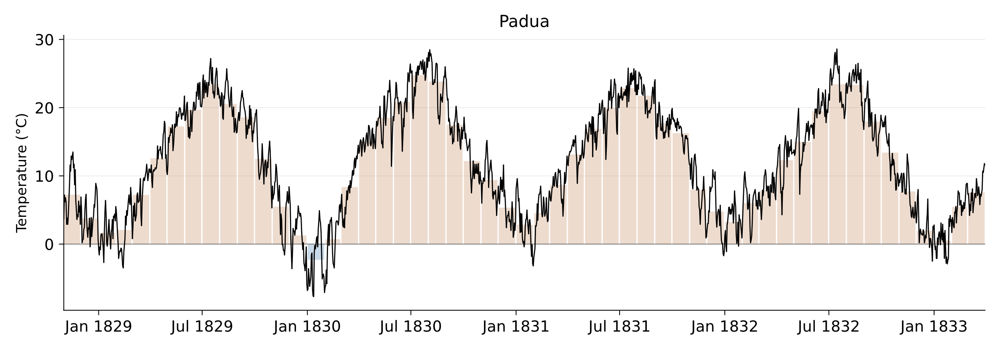 Padua
Temperature (°C)
30
20
10
0
Jan 1829
Jul 1829
Jan 1830
Jul 1830
Jan 1831
Jul 1831
Jan 1832
Jul 1832
Jan 1833